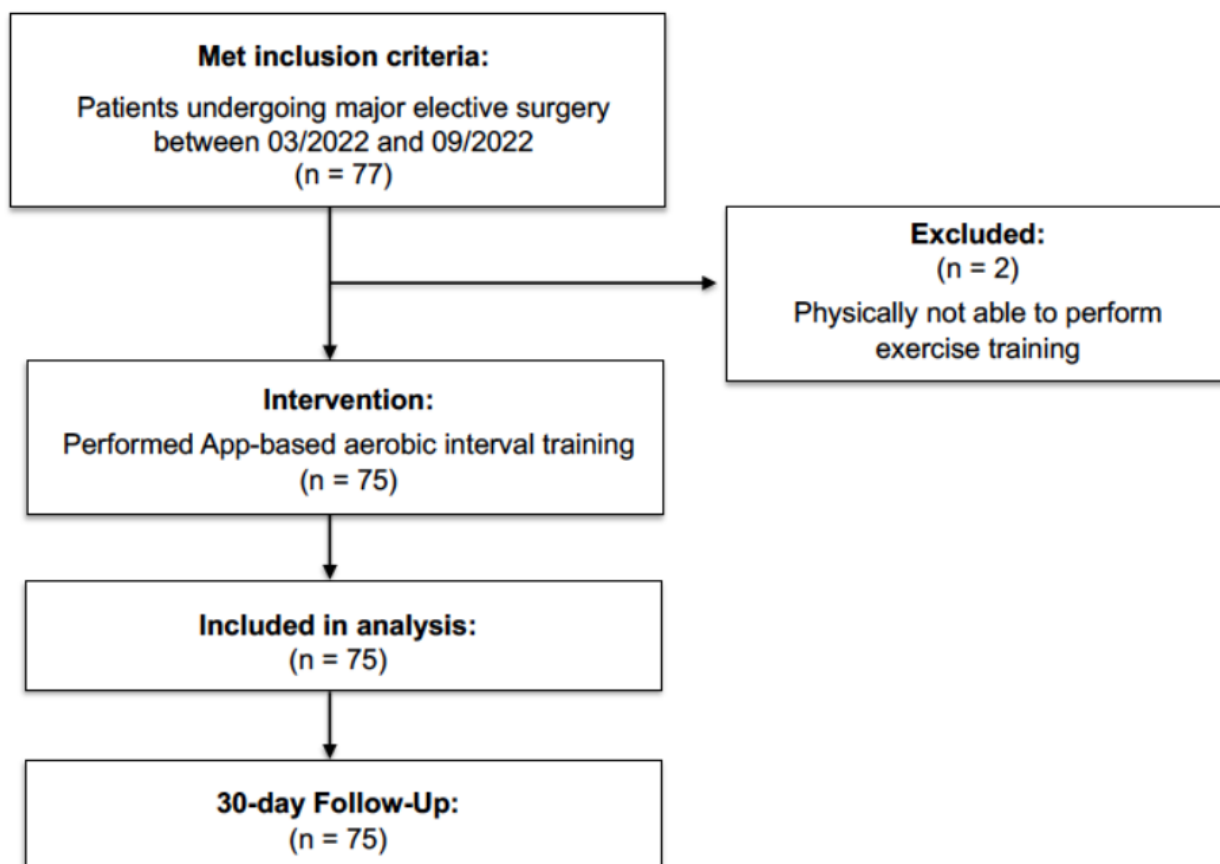 Met inclusion criteria:
Patients undergoing major elective surgery
between 03/2022 and 09/2022
(n = 77)
Excluded:
(n = 2)
Physically not able to perform
exercise training
Intervention:
Performed App-based aerobic interval training
(n = 75)
Included in analysis:
(n = 75)
30-day Follow-Up:
(n = 75)